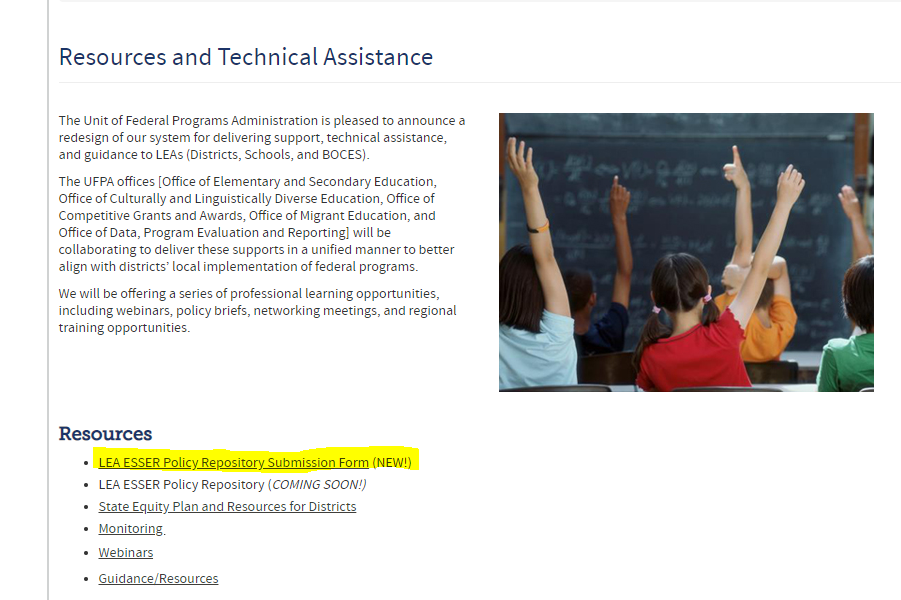 Resources and Technical Assistance
The Unit of Federal Programs Administration is pleased to announce a
redesign of our system for delivering support, technical assistance,
and guidance to LEAs (Districts, Schools, and BOCES).
The UFPA offices [Office of Elementary and Secondary Education,
Office of Culturally and Linguistically Diverse Education, Office of
Competitive Grants and Awards, Office of Migrant Education, and
Office of Data, Program Evaluation and Reporting] will be
collaborating to deliver these supports in a unified manner to better
align with districts' local implementation of federal programs.
We will be offering a series of professional learning opportunities,
including webinars, policy briefs, networking meetings, and regional
training opportunities.
Resources
• LEA ESSER Policy Repository Submission Form (NEW!)
• LEA ESSER Policy Repository (COMING SOON!)
• State Equity Plan and Resources for Districts
• Monitoring
• Webinars
• Guidance/Resources